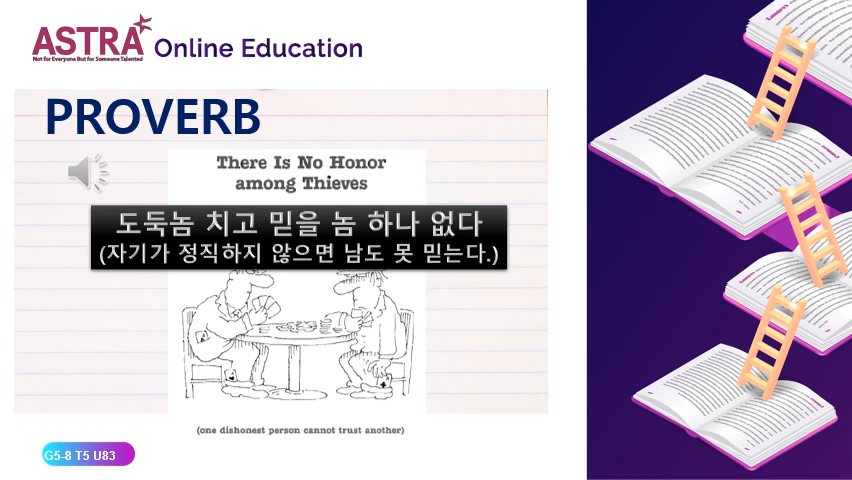 ASTRA
Not for Everyone But for Someone Talented
Online Education
PROVERB
There Is No Honor
among Thieves
도둑놈 치고 믿을 놈 하나 없다
(자기가 정직하지 않으면 남도 못 믿는다.)
(one dishonest person cannot trust another)
G5-8 T5 U83